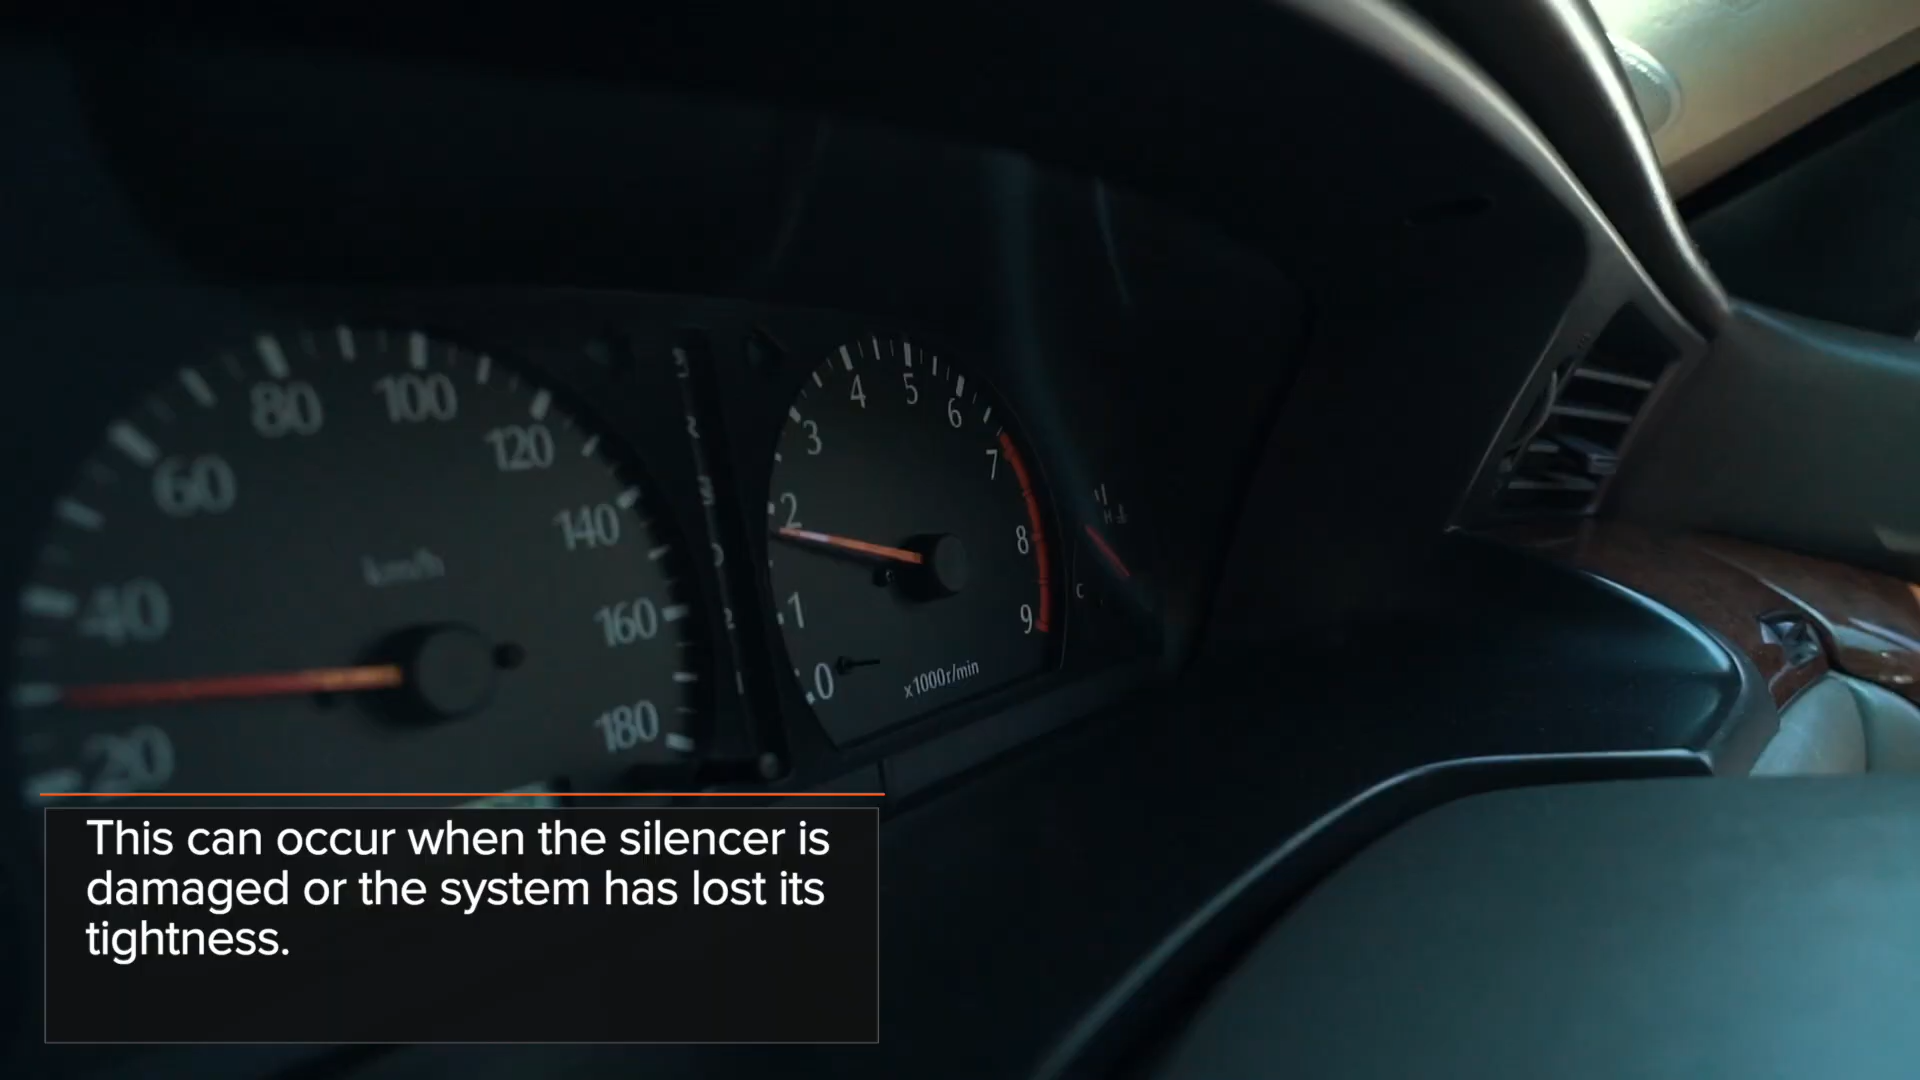 80
100
120
60
140
40
km/h
160
20
180
4
5
6
3
7
2
8
1
9
0
x1000r/min
H
C
This can occur when the silencer is
damaged or the system has lost its
tightness.